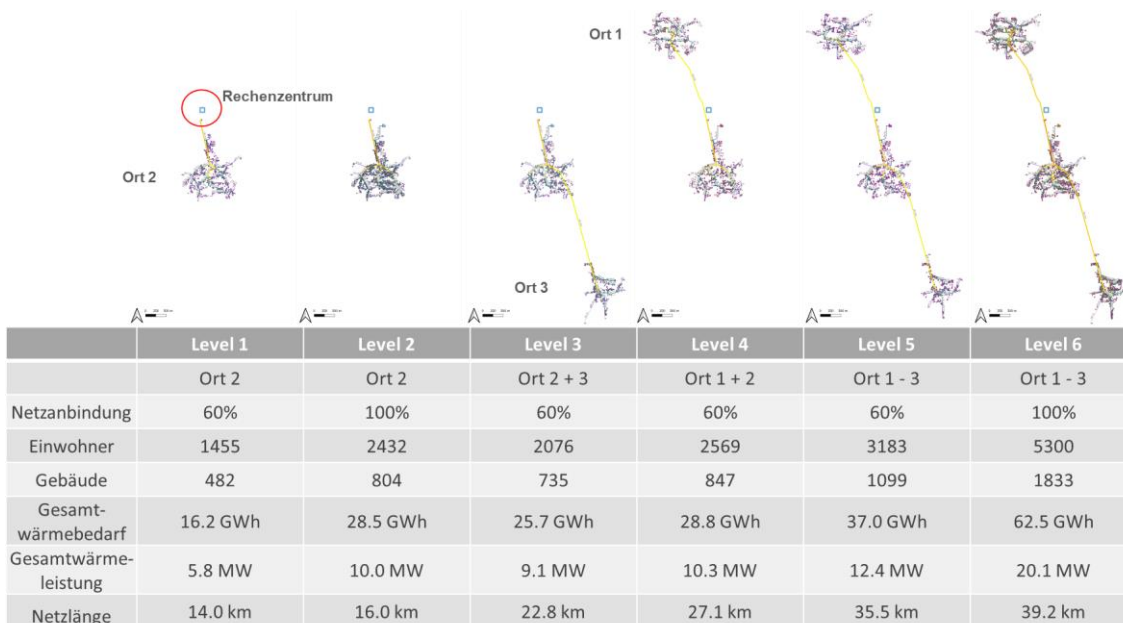 Ort 1
Rechenzentrum
Ort 2
Ort 3
Level 1 Level 2 Level 3 Level 4 Level 5 Level 6
Ort 2 Ort 2 Ort 2 + 3 Ort 1 + 2 Ort 1 - 3 Ort 1 - 3
Netzanbindung 60% 100% 60% 60% 60% 100%
Einwohner 1455 2432 2076 2569 3183 5300
Gebäude 482 804 735 847 1099 1833
Gesamt-
wärmebedarf 16.2 GWh 28.5 GWh 25.7 GWh 28.8 GWh 37.0 GWh 62.5 GWh
Gesamtwärme-
leistung 5.8 MW 10.0 MW 9.1 MW 10.3 MW 12.4 MW 20.1 MW
Netzlänge 14.0 km 16.0 km 22.8 km 27.1 km 35.5 km 39.2 km